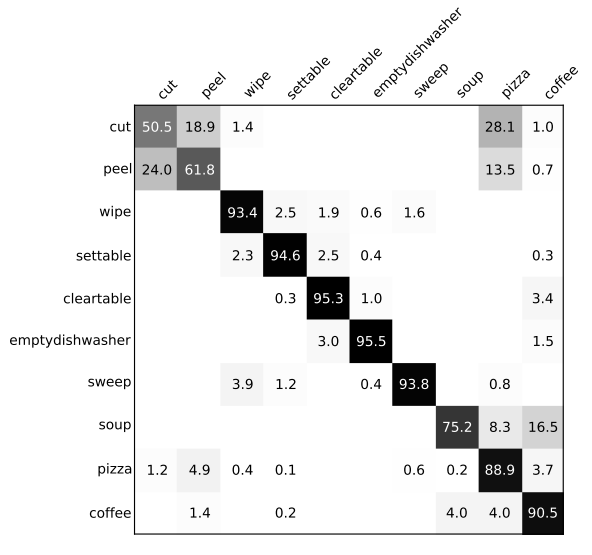 cut peel wipe settable cleartable emptydishwasher sweep soup pizza coffee
cut 50.5 18.9 1.4 28.1 1.0
peel 24.0 61.8 13.5 0.7
wipe 93.4 2.5 1.9 0.6 1.6
settable 2.3 94.6 2.5 0.4 0.3
cleartable 0.3 95.3 1.0 3.4
emptydishwasher 3.0 95.5 1.5
sweep 3.9 1.2 0.4 93.8 0.8
soup 75.2 8.3 16.5
pizza 1.2 4.9 0.4 0.1 0.6 0.2 88.9 3.7
coffee 1.4 0.2 4.0 4.0 90.5